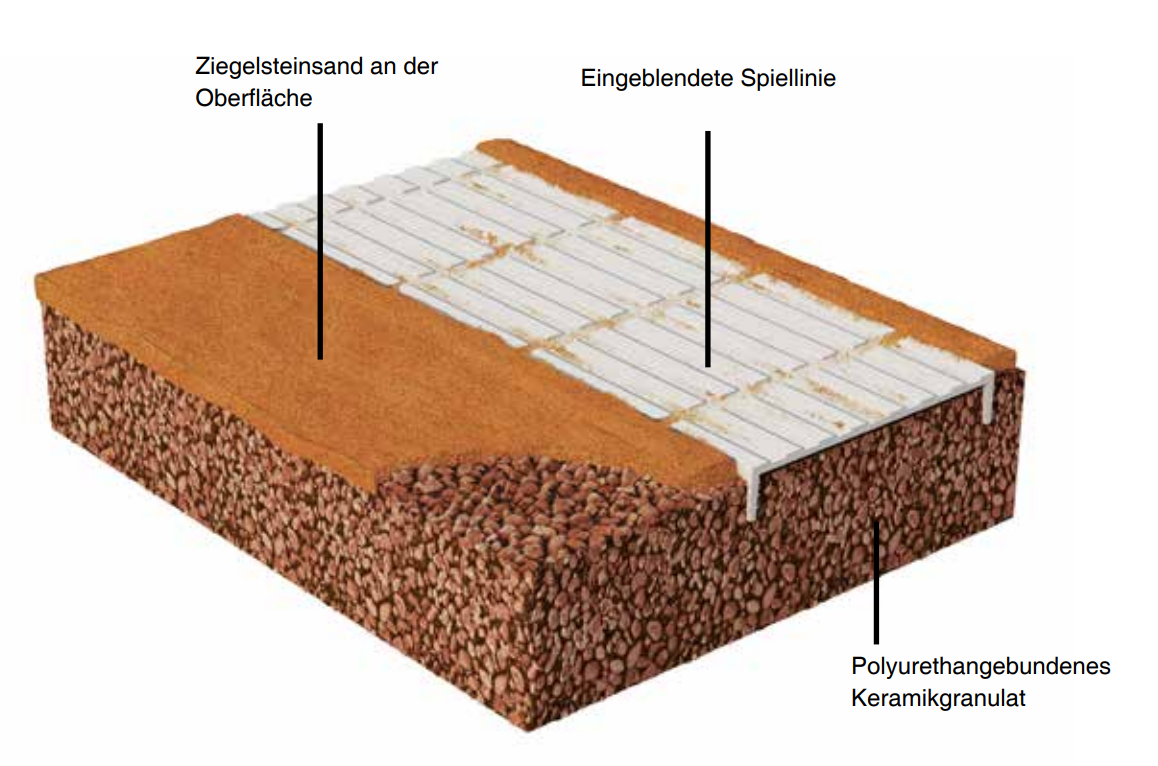 Ziegelsteinsand an der
Oberfläche
Eingeblendete Spiellinie
Polyurethangebundenes
Keramikgranulat